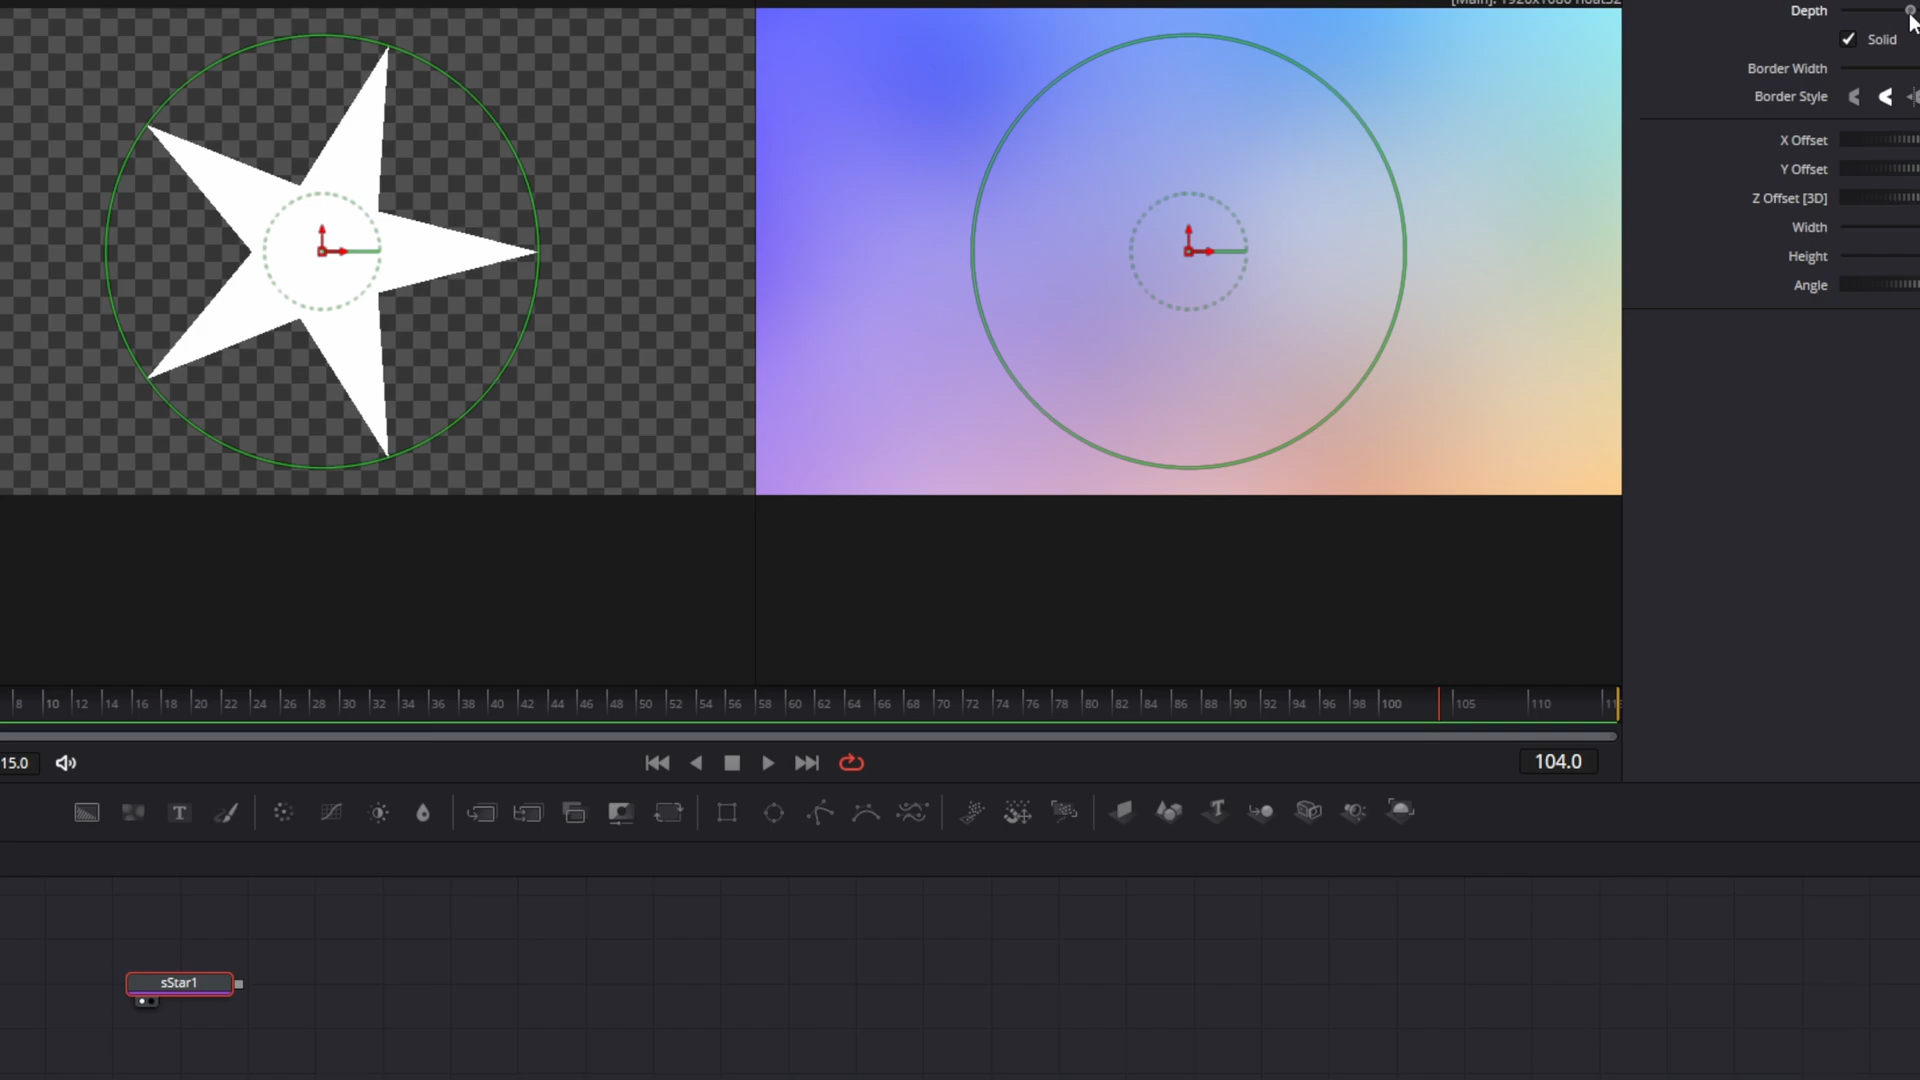 Depth
Solid
Border Width
Border Style
X Offset
Y Offset
Z Offset [3D]
Width
Height
Angle
8 10 12 14 16 18 20 22 24 26 28 30 32 34 36 38 40 42 44 46 48 50 52 54 56 58 60 62 64 66 68 70 72 74 76 78 80 82 84 86 88 90 92 94 96 98 100 105 110
15.0
104.0
T
T
sStar1